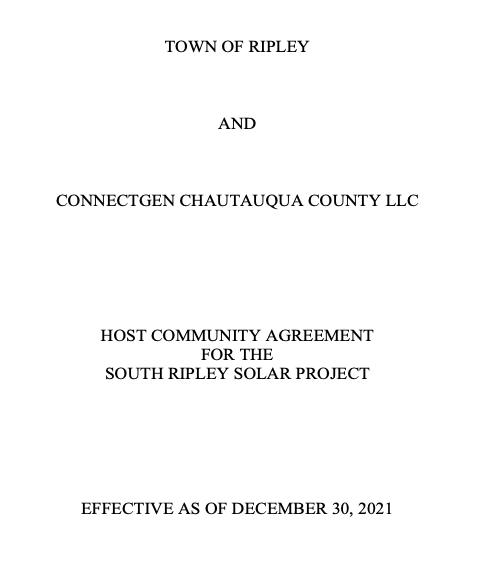 TOWN OF RIPLEY
AND
CONNECTGEN CHAUTAUQUA COUNTY LLC
HOST COMMUNITY AGREEMENT
FOR THE
SOUTH RIPLEY SOLAR PROJECT
EFFECTIVE AS OF DECEMBER 30, 2021